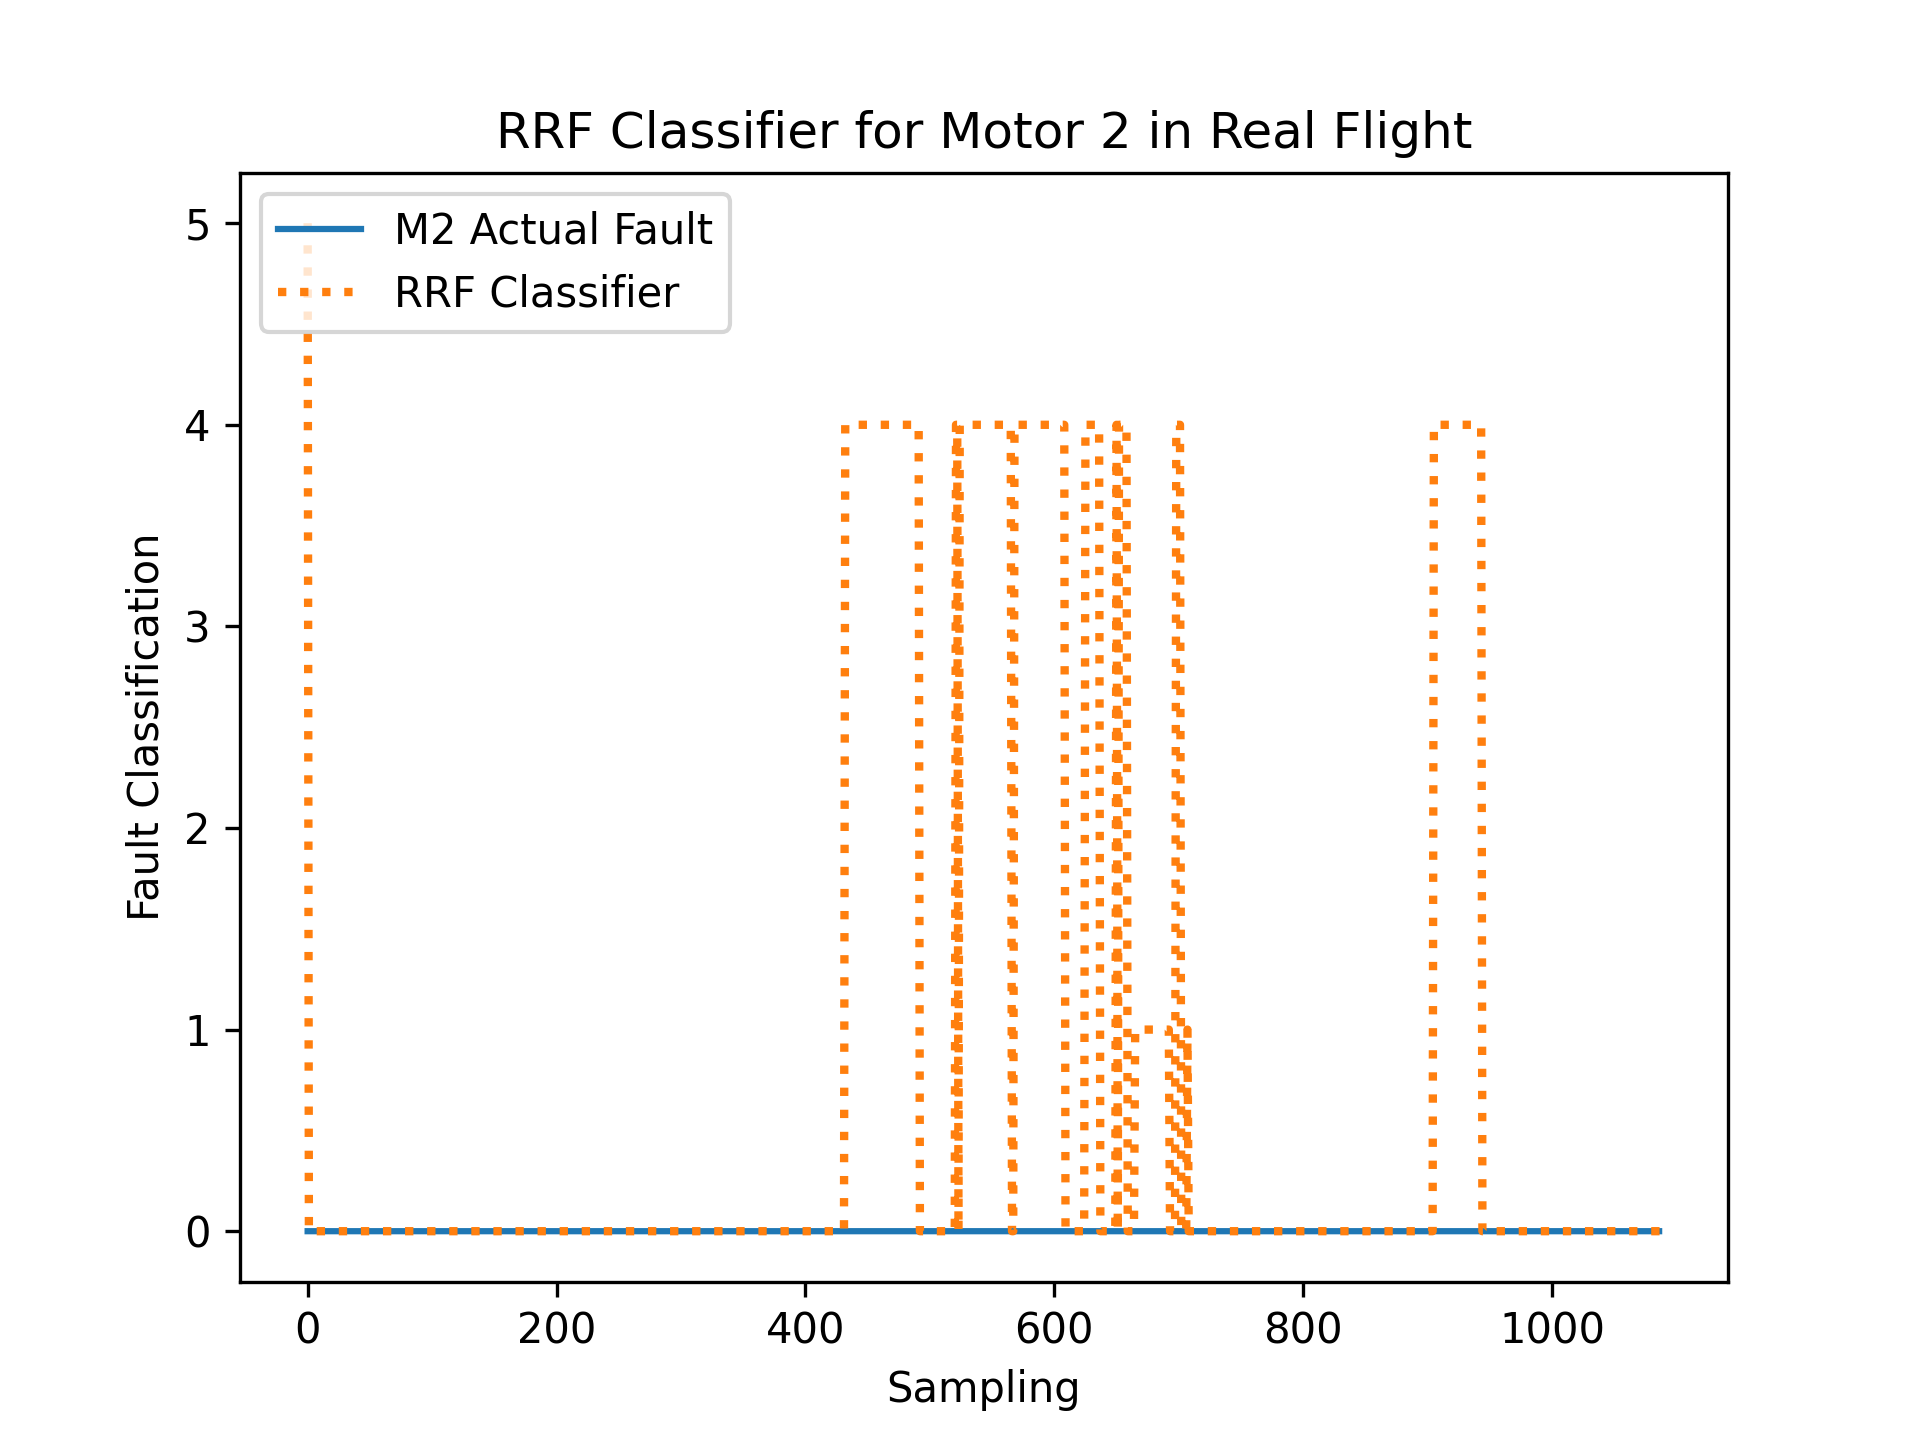 RRF Classifier for Motor 2 in Real Flight
M2 Actual Fault
RRF Classifier
Fault Classification
5
4
3
2
1
0
0 200 400 600 800 1000
Sampling